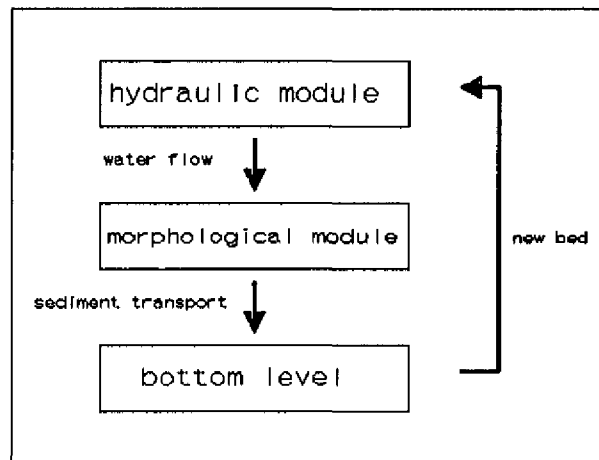 hydraulic module
water flow
morphological module
new bed
sediment transport
bottom level